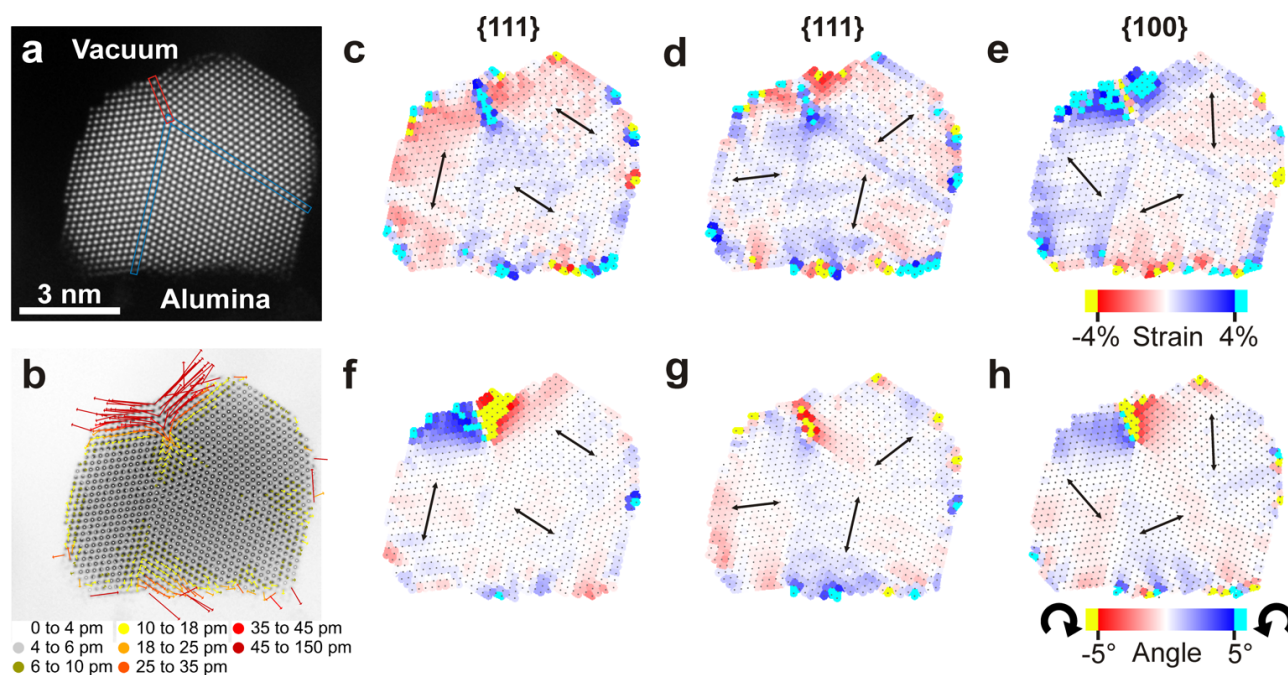 {111}
{111}
{100}
a
Vacuum
3 nm
Alumina
c
d
e
-4% Strain 4%
b
0 to 4 pm
4 to 6 pm
6 to 10 pm
10 to 18 pm
18 to 25 pm
25 to 35 pm
35 to 45 pm
45 to 150 pm
f
g
h
-5° Angle 5°